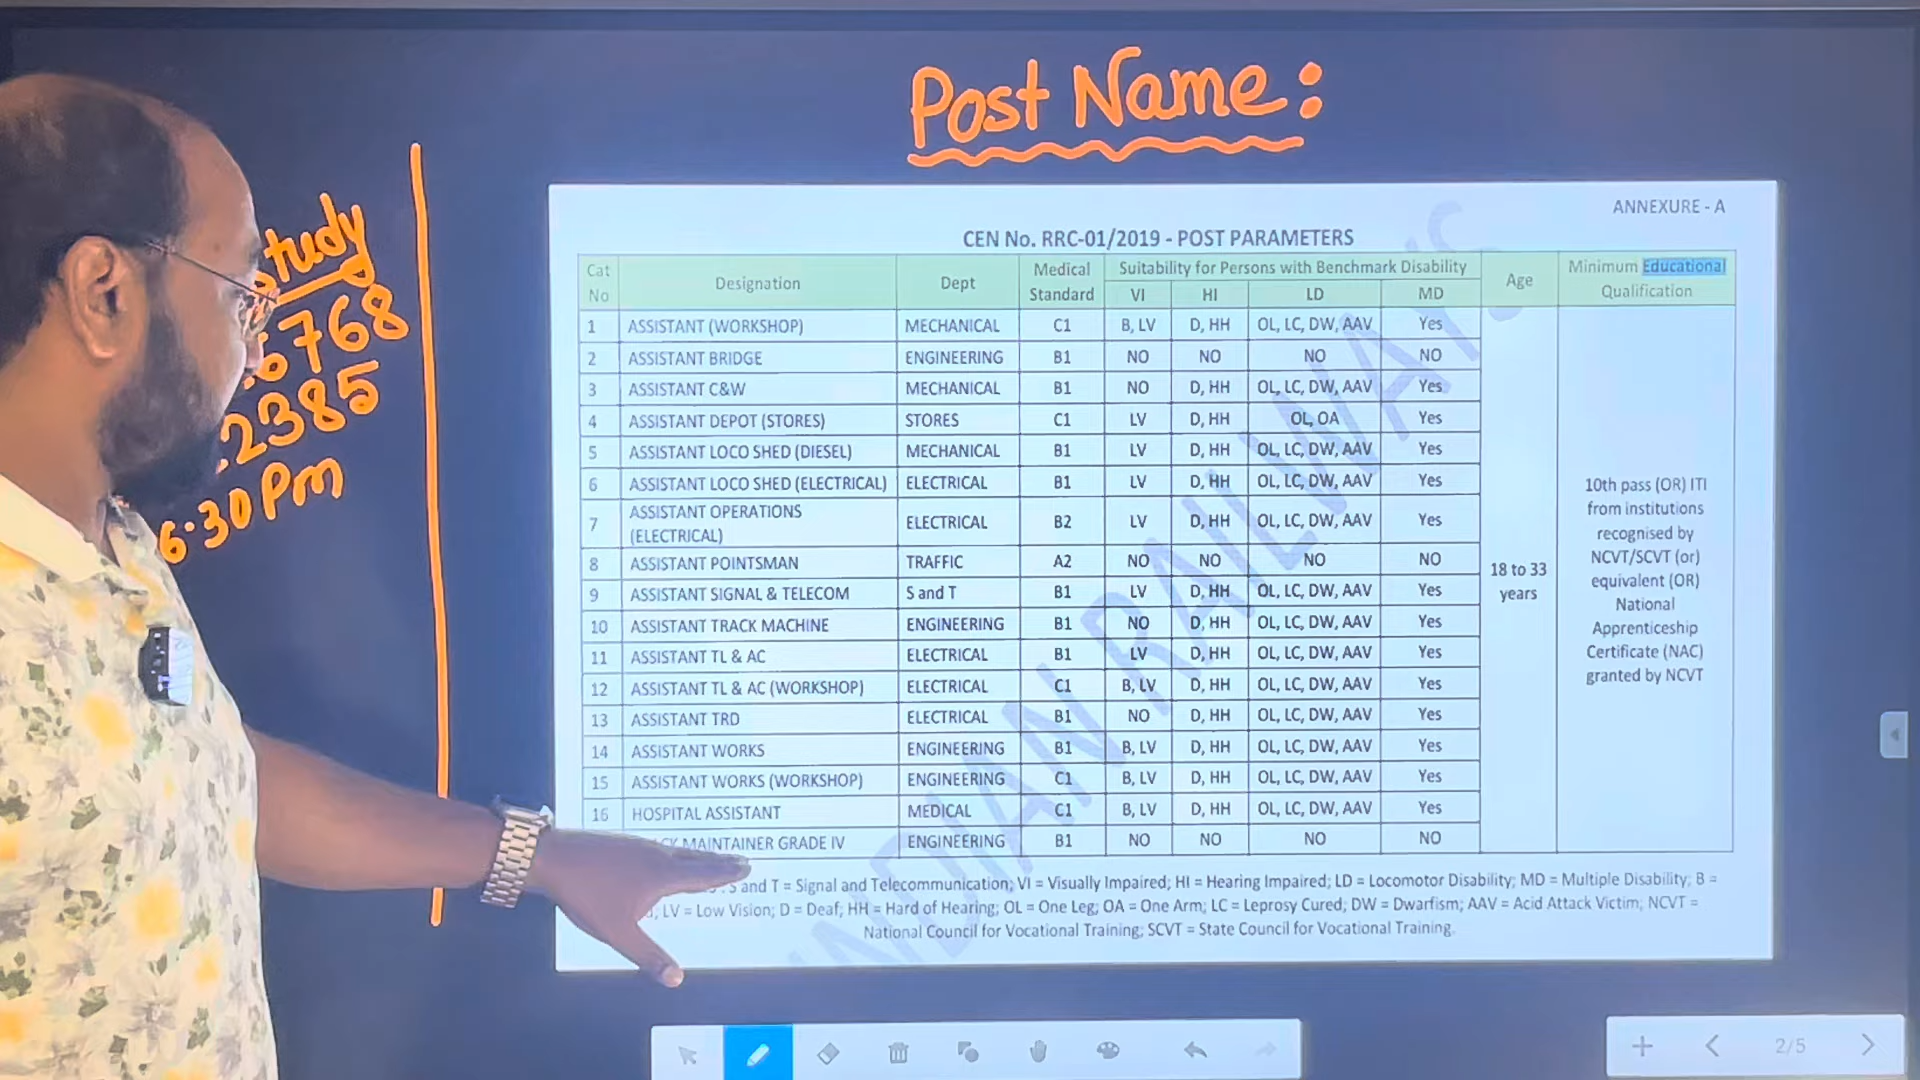 Post Name:
Study
6768
2385
6:30 Pm
ANNEXURE - A
CEN No. RRC-01/2019 - POST PARAMETERS
Cat No Designation Dept Medical Standard Suitability for Persons with Benchmark Disability Age Minimum Educational Qualification
VI HI LD MD
1 ASSISTANT (WORKSHOP) MECHANICAL C1 B, LV D, HH OL, LC, DW, AAV Yes
2 ASSISTANT BRIDGE ENGINEERING B1 NO NO NO NO
3 ASSISTANT C&W MECHANICAL B1 NO D, HH OL, LC, DW, AAV Yes
4 ASSISTANT DEPOT (STORES) STORES C1 LV D, HH OL, OA Yes
5 ASSISTANT LOCO SHED (DIESEL) MECHANICAL B1 LV D, HH OL, LC, DW, AAV Yes
6 ASSISTANT LOCO SHED (ELECTRICAL) ELECTRICAL B1 LV D, HH OL, LC, DW, AAV Yes
7 ASSISTANT OPERATIONS (ELECTRICAL) ELECTRICAL B2 LV D, HH OL, LC, DW, AAV Yes
8 ASSISTANT POINTSMAN TRAFFIC A2 NO NO NO NO
9 ASSISTANT SIGNAL & TELECOM S and T B1 LV D, HH OL, LC, DW, AAV Yes
10 ASSISTANT TRACK MACHINE ENGINEERING B1 NO D, HH OL, LC, DW, AAV Yes
11 ASSISTANT TL & AC ELECTRICAL B1 LV D, HH OL, LC, DW, AAV Yes
12 ASSISTANT TL & AC (WORKSHOP) ELECTRICAL C1 B, LV D, HH OL, LC, DW, AAV Yes
13 ASSISTANT TRD ELECTRICAL B1 NO D, HH OL, LC, DW, AAV Yes
14 ASSISTANT WORKS ENGINEERING B1 B, LV D, HH OL, LC, DW, AAV Yes
15 ASSISTANT WORKS (WORKSHOP) ENGINEERING C1 B, LV D, HH OL, LC, DW, AAV Yes
16 HOSPITAL ASSISTANT MEDICAL C1 B, LV D, HH OL, LC, DW, AAV Yes
MAINTAINER GRADE IV ENGINEERING B1 NO NO NO NO
18 to 33
years
10th pass (OR) ITI
from institutions
recognised by
NCVT/SCVT (or)
equivalent (OR)
National
Apprenticeship
Certificate (NAC)
granted by NCVT
S and T = Signal and Telecommunication; VI = Visually Impaired; HI = Hearing Impaired; LD = Locomotor Disability; MD = Multiple Disability; B =
LV = Low Vision; D = Deaf; HH = Hard of Hearing; OL = One Leg; OA = One Arm; LC = Leprosy Cured; DW = Dwarfism; AAV = Acid Attack Victim, NCVT =
National Council for Vocational Training; SCVT = State Council for Vocational Training.
INDIAN RAILWAYS
2/5